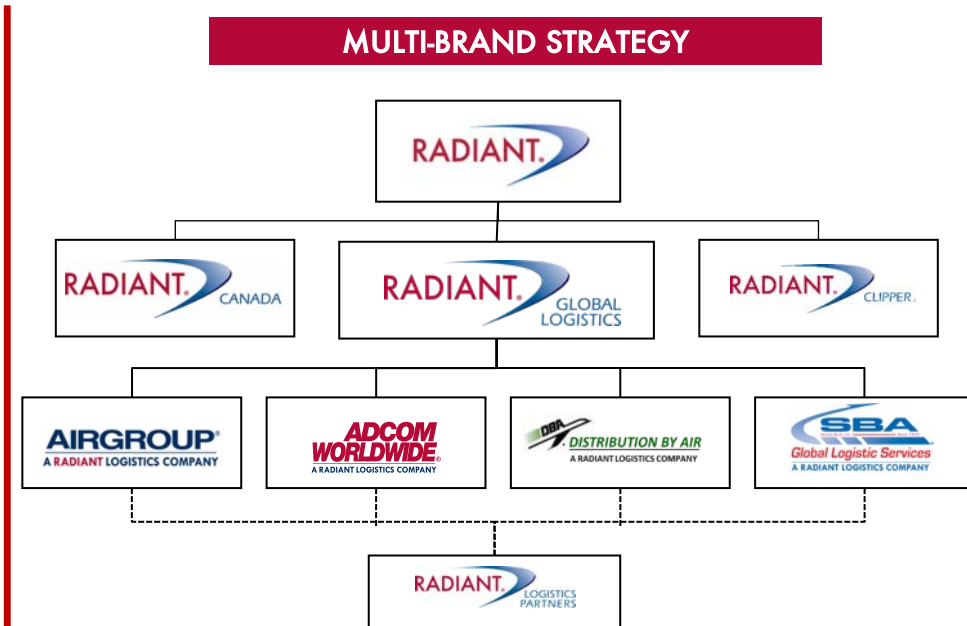 MULTI-BRAND STRATEGY
RADIANT®
RADIANT® CANADA
RADIANT® GLOBAL
LOGISTICS
RADIANT® CLIPPER
AIRGROUP®
A RADIANT LOGISTICS COMPANY
ADCOM
WORLDWIDE®
A RADIANT LOGISTICS COMPANY
DBA
DISTRIBUTION BY AIR
A RADIANT LOGISTICS COMPANY
SBA
Global Logistic Services
A RADIANT LOGISTICS COMPANY
RADIANT® LOGISTICS
PARTNERS